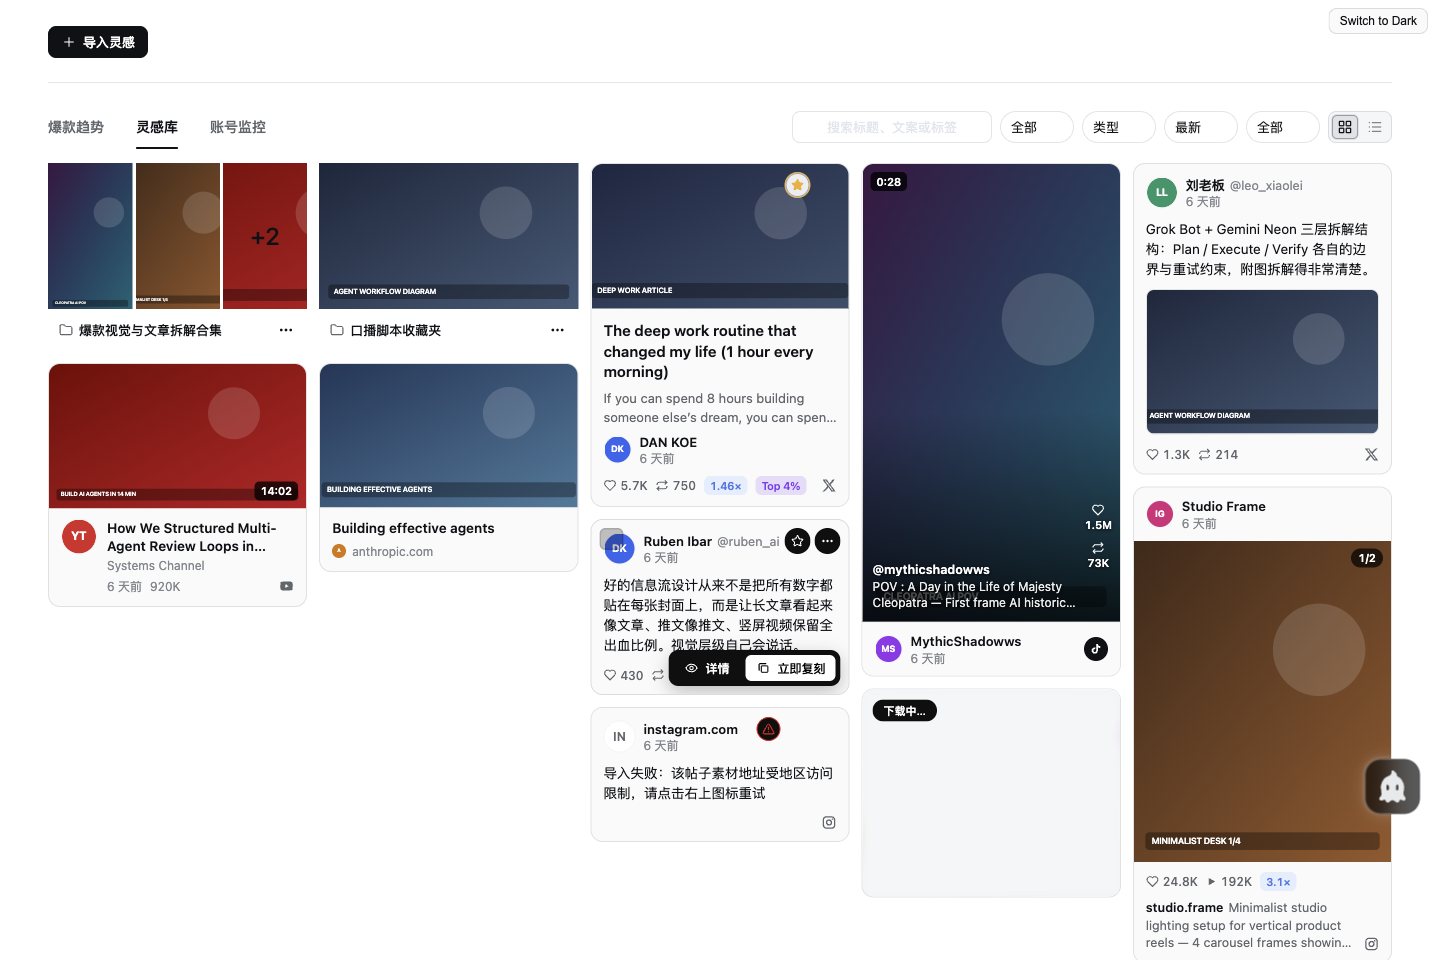 Switch to Dark
导入灵感
爆款趋势
灵感库
账号监控
搜索标题、文案或标签
全部
类型
最新
全部
CLEOPATRA AI POV
MALIST DESK 1/4
+2
爆款视觉与文章拆解合集
AGENT WORKFLOW DIAGRAM
口播脚本收藏夹
BUILD AI AGENTS IN 14 MIN
14:02
YT
How We Structured Multi-
Agent Review Loops in...
Systems Channel
6 天前 920K
BUILDING EFFECTIVE AGENTS
Building effective agents
anthropic.com
DEEP WORK ARTICLE
The deep work routine that
changed my life (1 hour every
morning)
If you can spend 8 hours building
someone else's dream, you can spen...
DK
DAN KOE
6 天前
5.7K 750 1.46× Top 4%
DK
Ruben Ibar @ruben_ai
6 天前
好的信息流设计从来不是把所有数字都
贴在每张封面上，而是让长文章看起来
像文章、推文像推文、竖屏视频保留全
出血比例。视觉层级自己会说话。
430
详情
立即复刻
IN
instagram.com
6 天前
导入失败：该帖子素材地址受地区访问
限制，请点击右上图标重试
0:28
1.5M
73K
@mythicshadowws
POV : A Day in the Life of Majesty
Cleopatra — First frame AI historic...
CLEOPATRA AI POV
MS
MythicShadowws
6 天前
下载中...
LL
刘老板 @leo_xiaolei
6 天前
Grok Bot + Gemini Neon 三层拆解结
构：Plan / Execute / Verify 各自的边
界与重试约束，附图拆解得非常清楚。
AGENT WORKFLOW DIAGRAM
1.3K 214
IG
Studio Frame
6 天前
1/2
MINIMALIST DESK 1/4
24.8K 192K 3.1×
studio.frame Minimalist studio
lighting setup for vertical product
reels — 4 carousel frames showin...